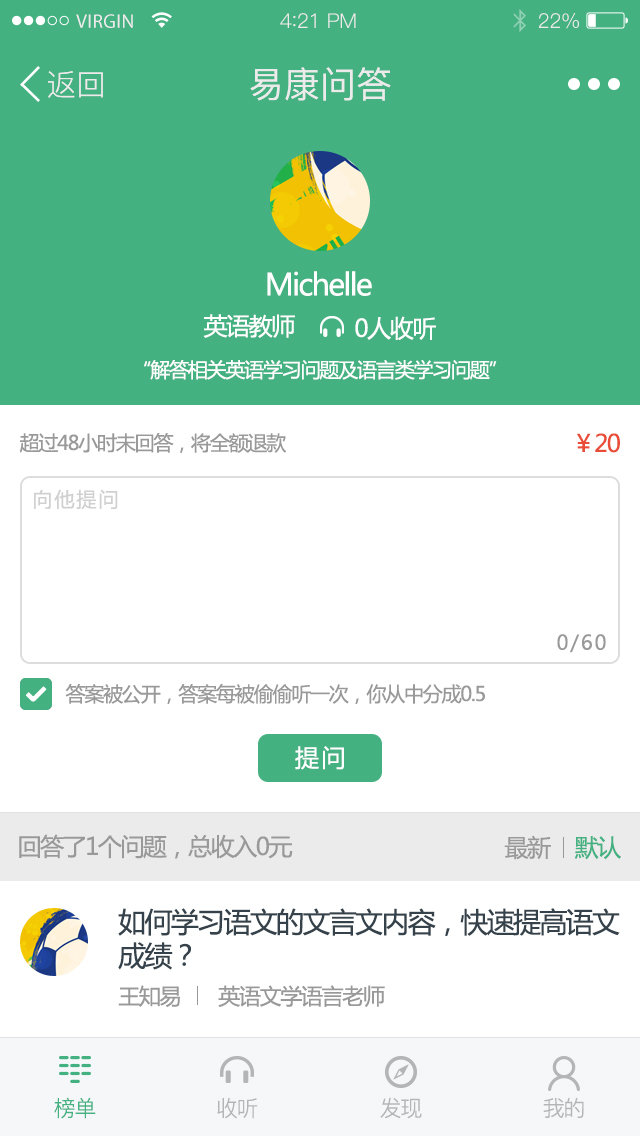 VIRGIN 4:21 PM 22%
返回 易康问答
Michelle
英语教师 0人收听
“解答相关英语学习问题及语言类学习问题”
超过48小时未回答，将全额退款 ¥20
向他提问
0/60
答案被公开，答案每被偷偷听一次，你从中分成0.5
提问
回答了1个问题，总收入0元 最新 | 默认
如何学习语文的文言文内容，快速提高语文
成绩？
王知易 | 英语文学语言老师
榜单 收听 发现 我的